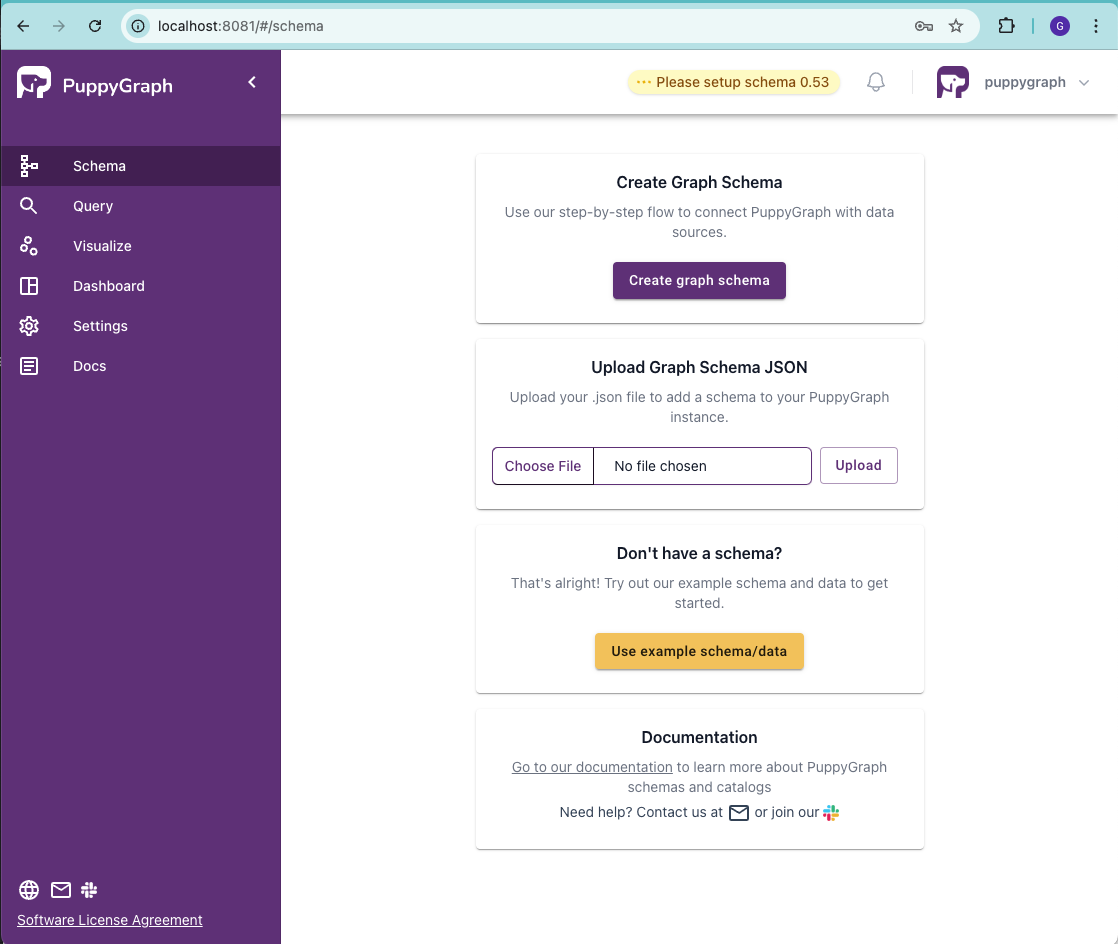 localhost:8081/#/schema
G
PuppyGraph
Please setup schema 0.53
puppygraph
Schema
Query
Visualize
Dashboard
Settings
Docs
Create Graph Schema
Use our step-by-step flow to connect PuppyGraph with data
sources.
Create graph schema
Upload Graph Schema JSON
Upload your .json file to add a schema to your PuppyGraph
instance.
Choose File No file chosen Upload
Don't have a schema?
That's alright! Try out our example schema and data to get
started.
Use example schema/data
Documentation
Go to our documentation to learn more about PuppyGraph
schemas and catalogs
Need help? Contact us at or join our
Software License Agreement